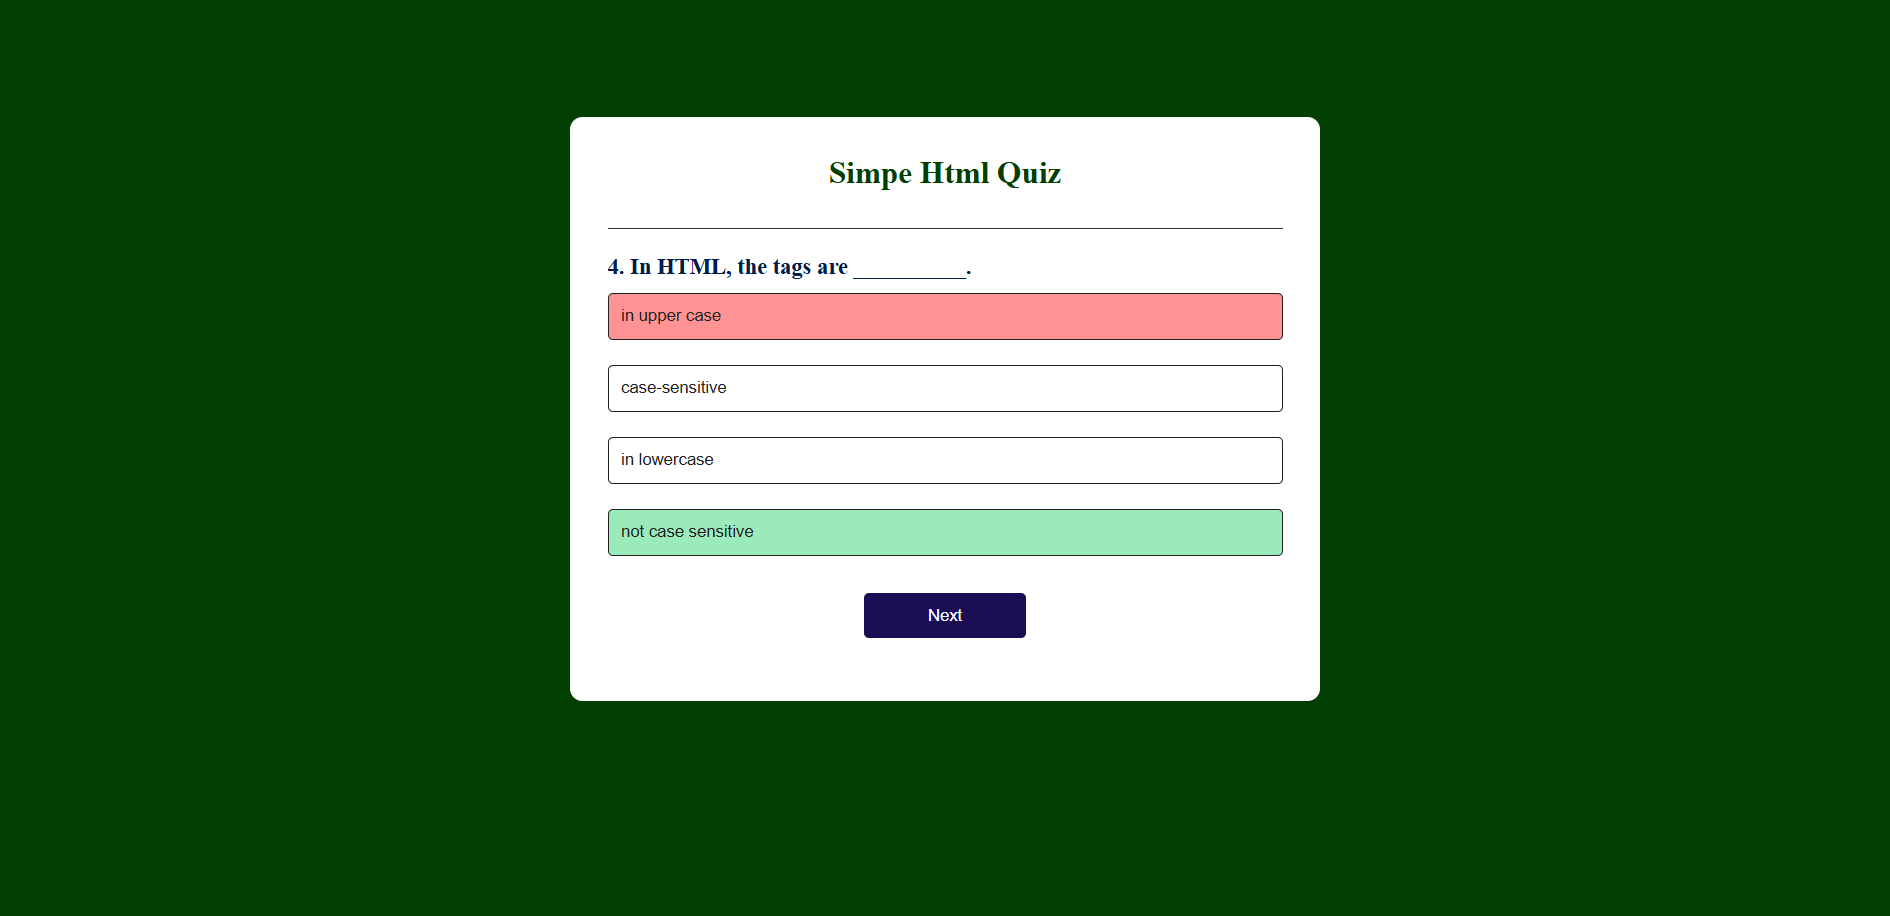 Simpe Html Quiz
4. In HTML, the tags are __________.
in upper case
case-sensitive
in lowercase
not case sensitive
Next